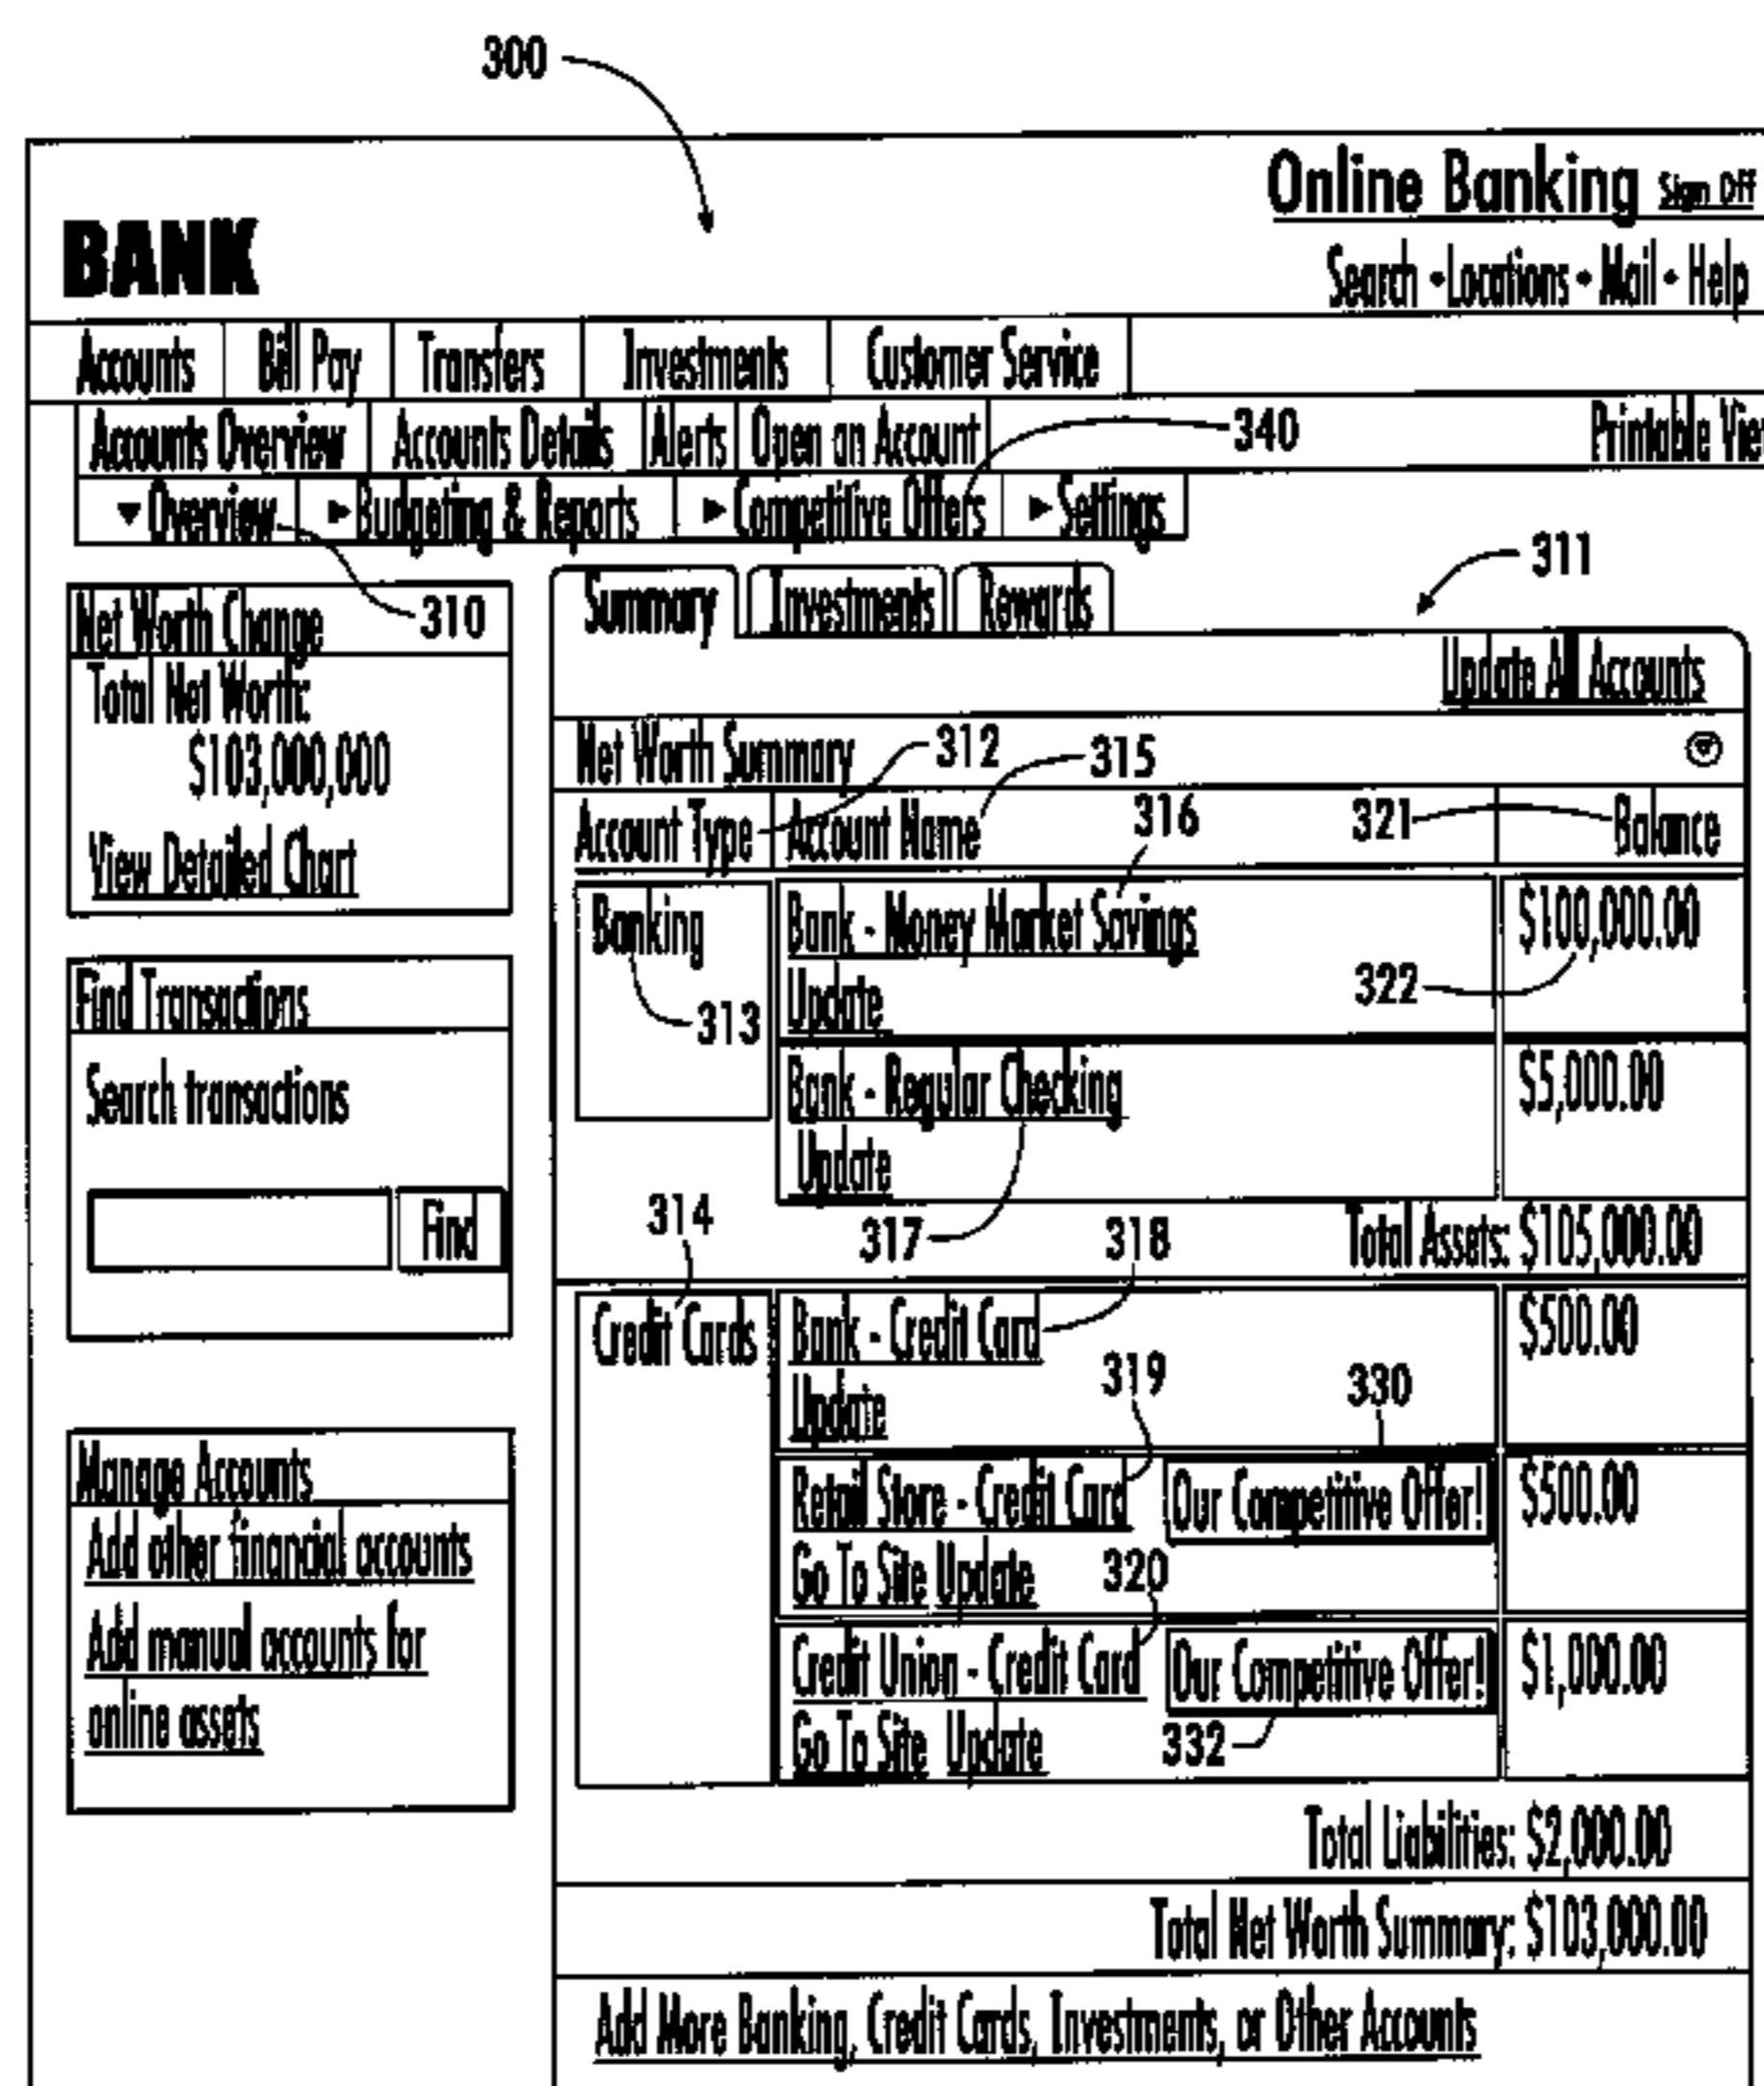 300
Online Banking Sign Off
BANK
Search • Locations • Mail • Help
Accounts Bill Pay Transfers Investments Customer Service
Accounts Overview Accounts Details Alerts Open an Account 340 Printable
▼Overview ►Budgeting & Reports ►Competitive Offers ►Settings
311
Net Worth Change 310
Total Net Worth:
$103,000,000
View Detailed Chart
Find Transactions
Search transactions
Find
Manage Accounts
Add other financial accounts
Add manual accounts for
online assets
Summary Investments Rewards
Update All Accounts
Net Worth Summary 312 315
Account Type Account Name 316 321 Balance
Banking Bank - Money Market Savings $100,000.00
313 Update 322
Bank - Regular Checking $5,000.00
Update
314 317 318 Total Assets: $105,000.00
Credit Cards Bank - Credit Card $500.00
Update 319 330
Retail Store - Credit Card Our Competitive Offer! $500.00
Go To Site Update 320
Credit Union - Credit Card Our Competitive Offer! $1,000.00
Go To Site Update 332
Total Liabilities: $2,000.00
Total Net Worth Summary: $103,000.00
Add More Banking, Credit Cards, Investments, or Other Accounts